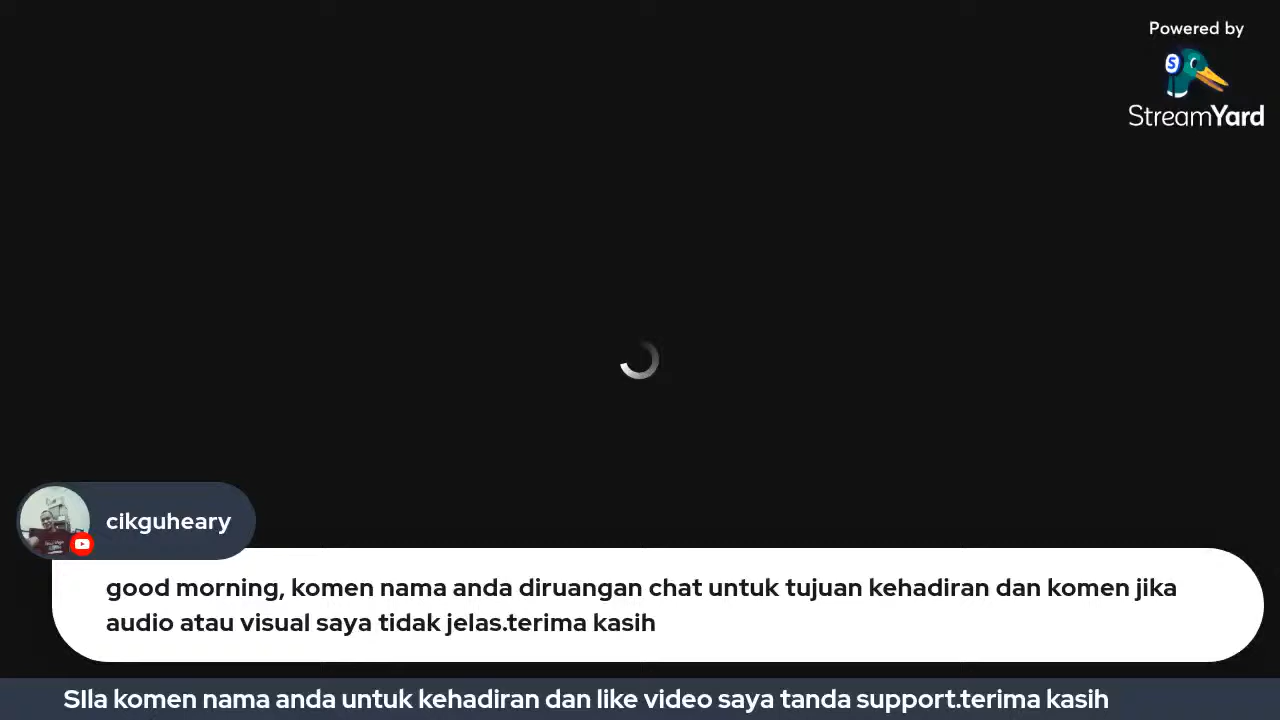 Powered by
S
StreamYard
cikguheary
good morning, komen nama anda diruangan chat untuk tujuan kehadiran dan komen jika
audio atau visual saya tidak jelas.terima kasih
SIla komen nama anda untuk kehadiran dan like video saya tanda support.terima kasih